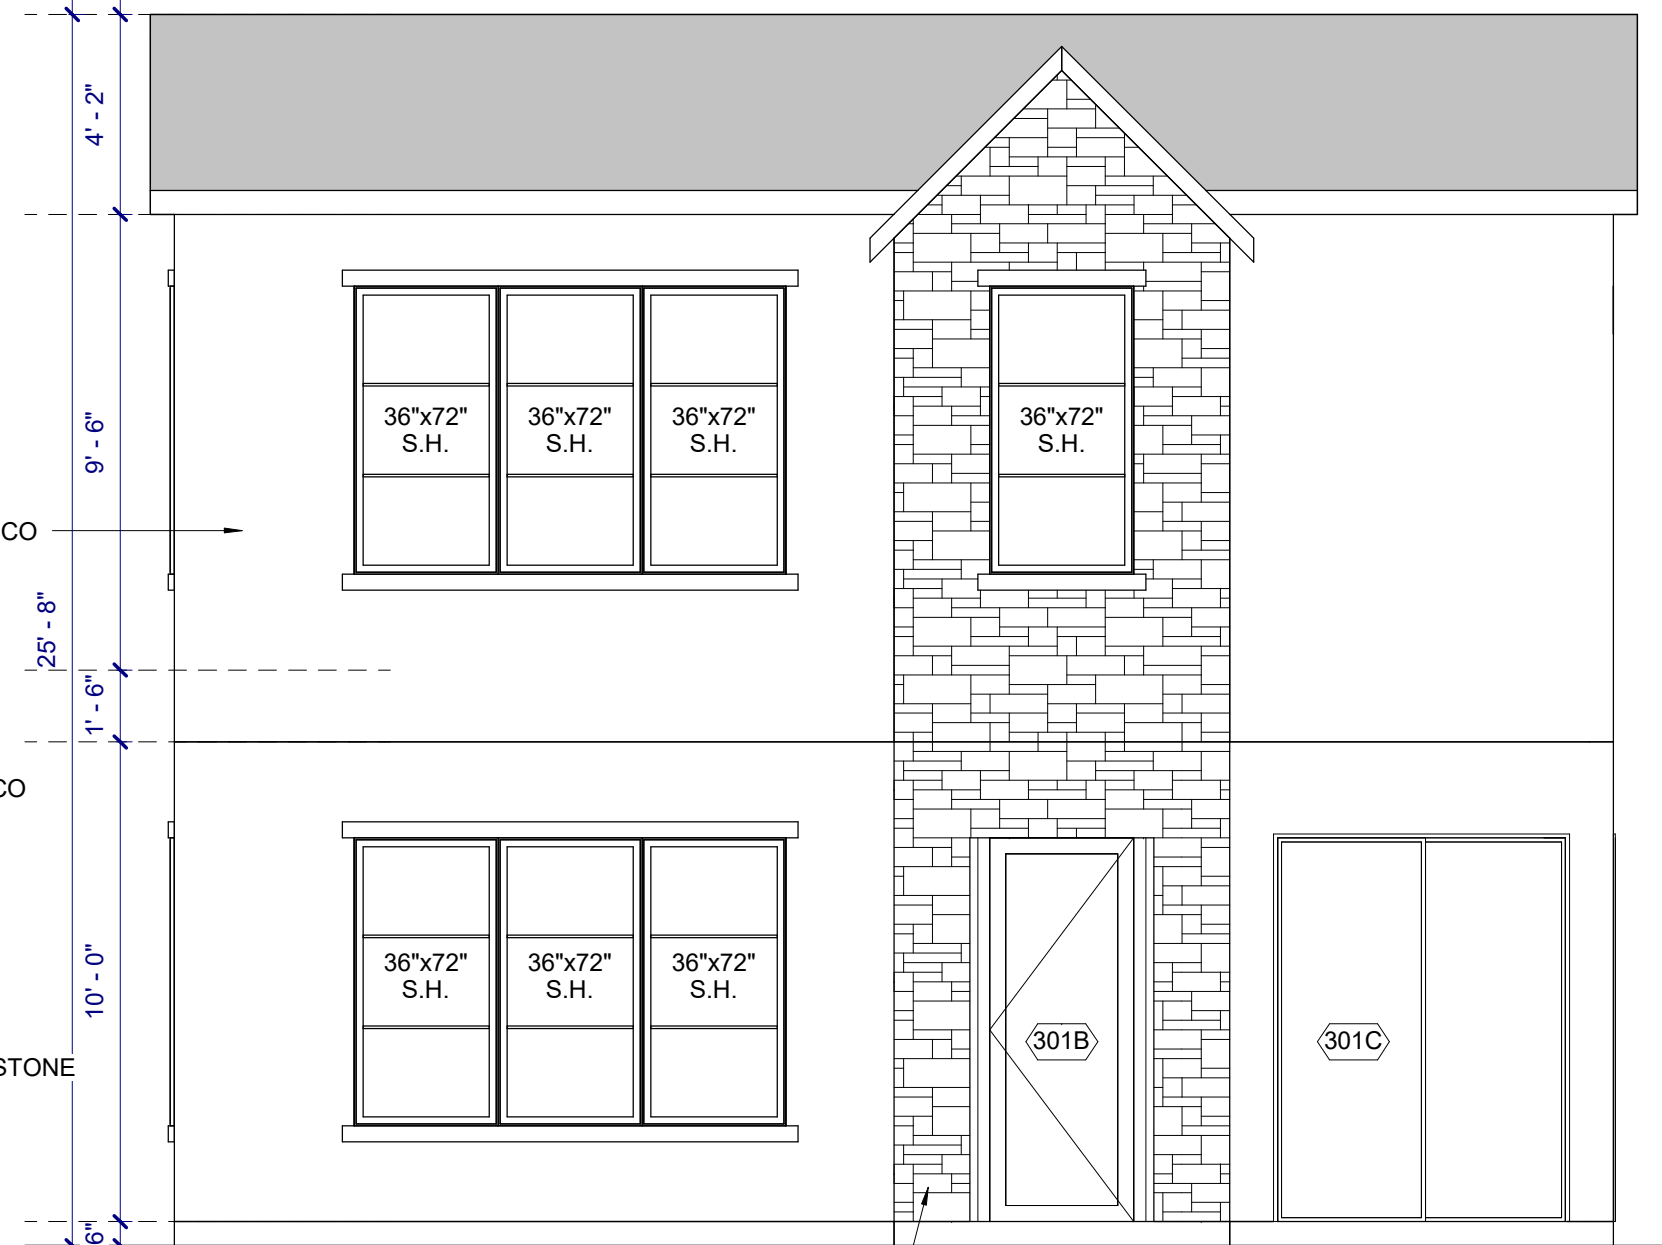 4' - 2"
36"x72"
S.H.
36"x72"
S.H.
36"x72"
S.H.
36"x72"
S.H.
9' - 6"
CO
25' - 8"
1' - 6"
CO
36"x72"
S.H.
36"x72"
S.H.
36"x72"
S.H.
10' - 0"
301B
301C
STONE
6"